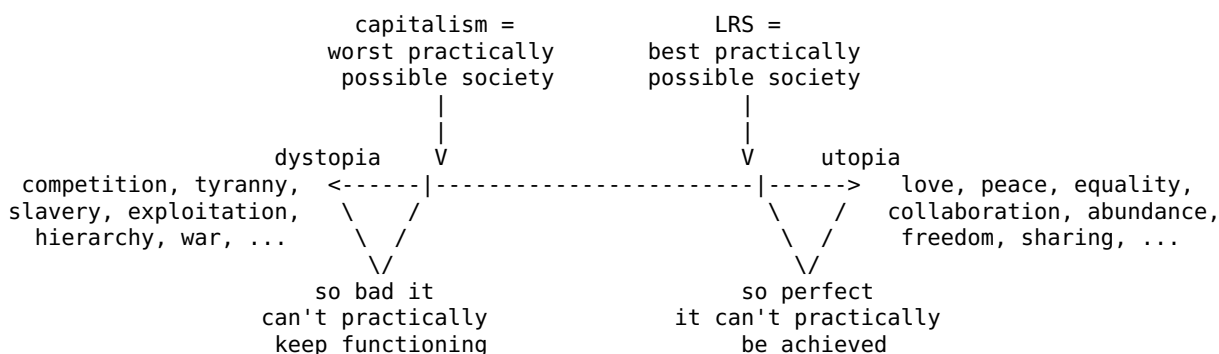 capitalism =                LRS =
worst practically       best practically
possible society       possible society
|                       |
|                       |
dystopia    V                      V     utopia
competition, tyranny,  <------|------------------------|------>   love, peace, equality,
slavery, exploitation,   \    /                          \    /   collaboration, abundance,
hierarchy, war, ...     \  /                            \  /     freedom, sharing, ...
\/                              \/
so bad it                       so perfect
can't practically              it can't practically
keep functioning                   be achieved